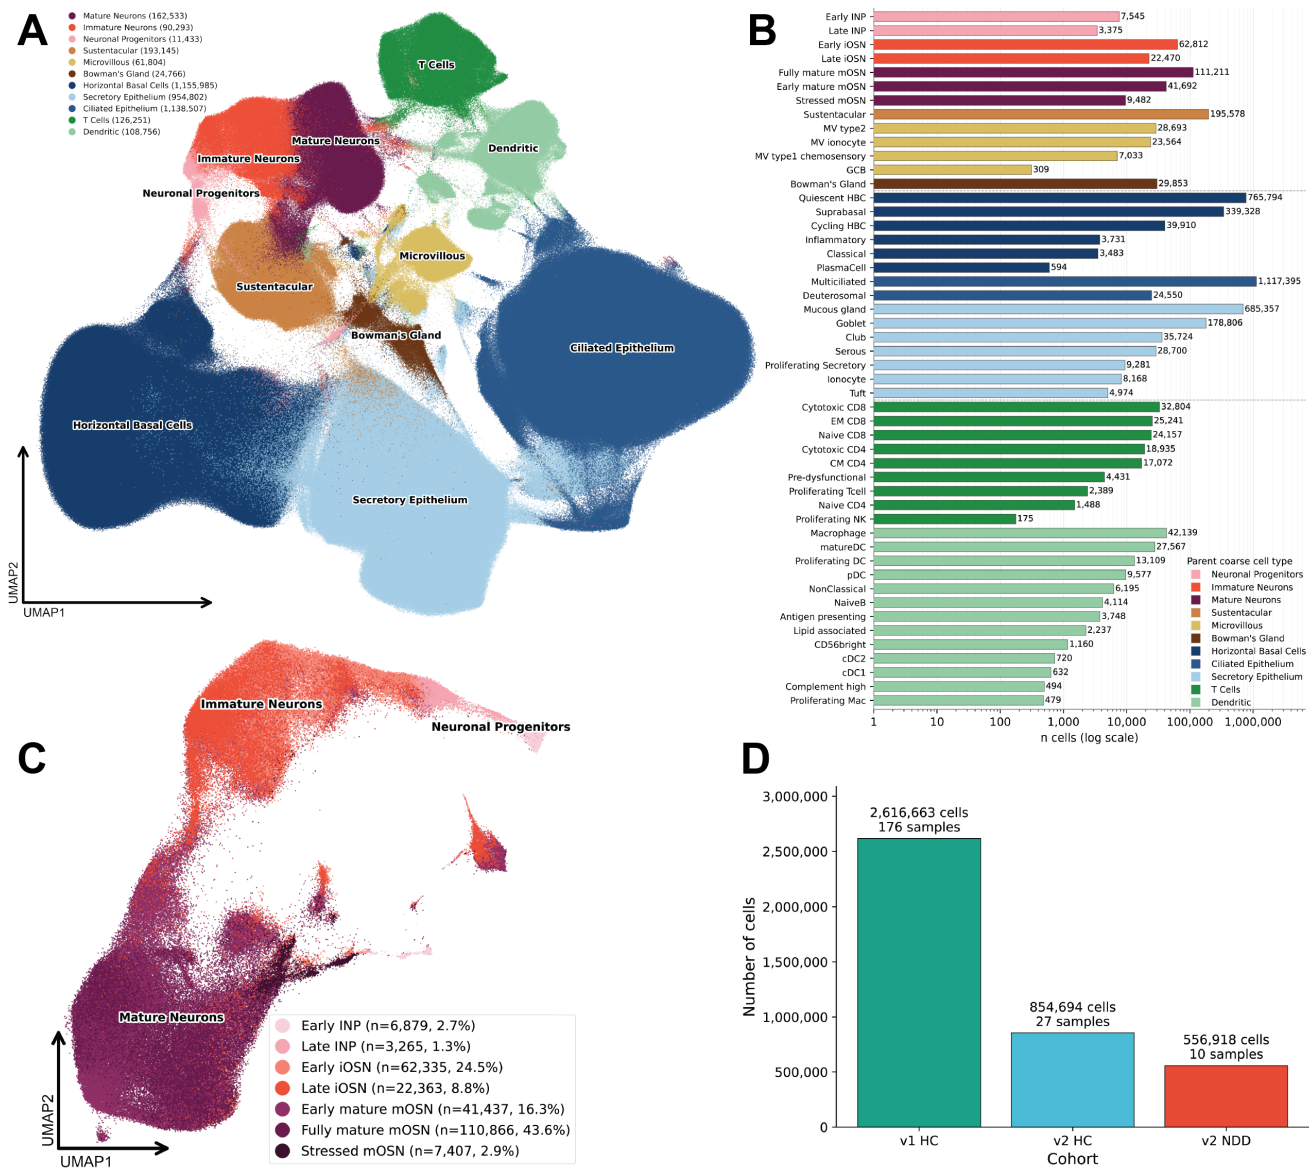 A
Mature Neurons (162,533)
Immature Neurons (90,293)
Neuronal Progenitors (11,433)
Sustentacular (193,145)
Microvillous (61,804)
Bowman's Gland (24,766)
Horizontal Basal Cells (1,155,985)
Secretory Epithelium (954,802)
Ciliated Epithelium (1,138,507)
T Cells (126,251)
Dendritic (108,756)
T Cells
Mature Neurons
Dendritic
Immature Neurons
Neuronal Progenitors
Microvillous
Sustentacular
Bowman's Gland
Ciliated Epithelium
Horizontal Basal Cells
Secretory Epithelium
UMAP2
UMAP1
B
Early INP 7,545
Late INP 3,375
Early iOSN 62,812
Late iOSN 22,470
Fully mature mOSN 111,211
Early mature mOSN 41,692
Stressed mOSN 9,482
Sustentacular 195,578
MV type2 28,693
MV ionocyte 23,564
MV type1 chemosensory 7,033
GCB 309
Bowman's Gland 29,853
Quiescent HBC 765,794
Suprabasal 339,328
Cycling HBC 39,910
Inflammatory 3,731
Classical 3,483
PlasmaCell 594
Multiciliated 1,117,395
Deuterosomal 24,550
Mucous gland 685,357
Goblet 178,806
Club 35,724
Serous 28,700
Proliferating Secretory 9,281
Ionocyte 8,168
Tuft 4,974
Cytotoxic CD8 32,804
EM CD8 25,241
Naive CD8 24,157
Cytotoxic CD4 18,935
CM CD4 17,072
Pre-dysfunctional 4,431
Proliferating Tcell 2,389
Naive CD4 1,488
Proliferating NK 175
Macrophage 42,139
matureDC 27,567
Proliferating DC 13,109
pDC 9,577
NonClassical 6,195
NaiveB 4,114
Antigen presenting 3,748
Lipid associated 2,237
CD56bright 1,160
cDC2 720
cDC1 632
Complement high 494
Proliferating Mac 479
Parent coarse cell type
Neuronal Progenitors
Immature Neurons
Mature Neurons
Sustentacular
Microvillous
Bowman's Gland
Horizontal Basal Cells
Ciliated Epithelium
Secretory Epithelium
T Cells
Dendritic
1 10 100 1,000 10,000 100,000 1,000,000
n cells (log scale)
C
Immature Neurons
Neuronal Progenitors
Mature Neurons
Early INP (n=6,879, 2.7%)
Late INP (n=3,265, 1.3%)
Early iOSN (n=62,335, 24.5%)
Late iOSN (n=22,363, 8.8%)
Early mature mOSN (n=41,437, 16.3%)
Fully mature mOSN (n=110,866, 43.6%)
Stressed mOSN (n=7,407, 2.9%)
UMAP2
UMAP1
D
Number of cells
3,000,000
2,500,000
2,000,000
1,500,000
1,000,000
500,000
0
2,616,663 cells
176 samples
854,694 cells
27 samples
556,918 cells
10 samples
v1 HC v2 HC v2 NDD
Cohort